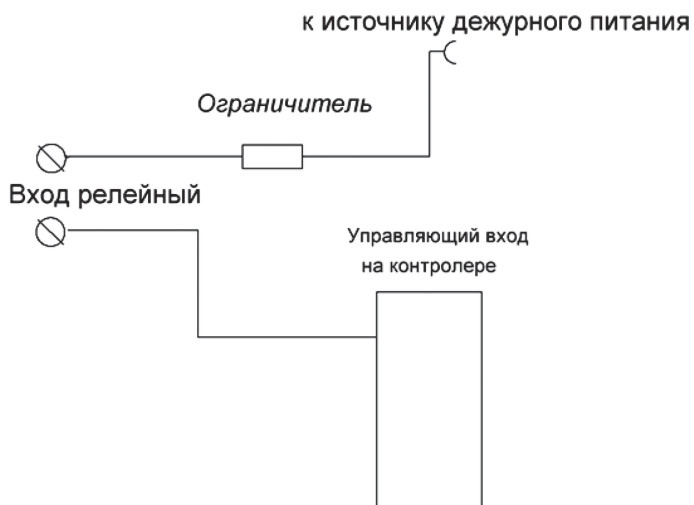 к источнику дежурного питания
Ограничитель
Вход релейный
Управляющий вход
на контролере